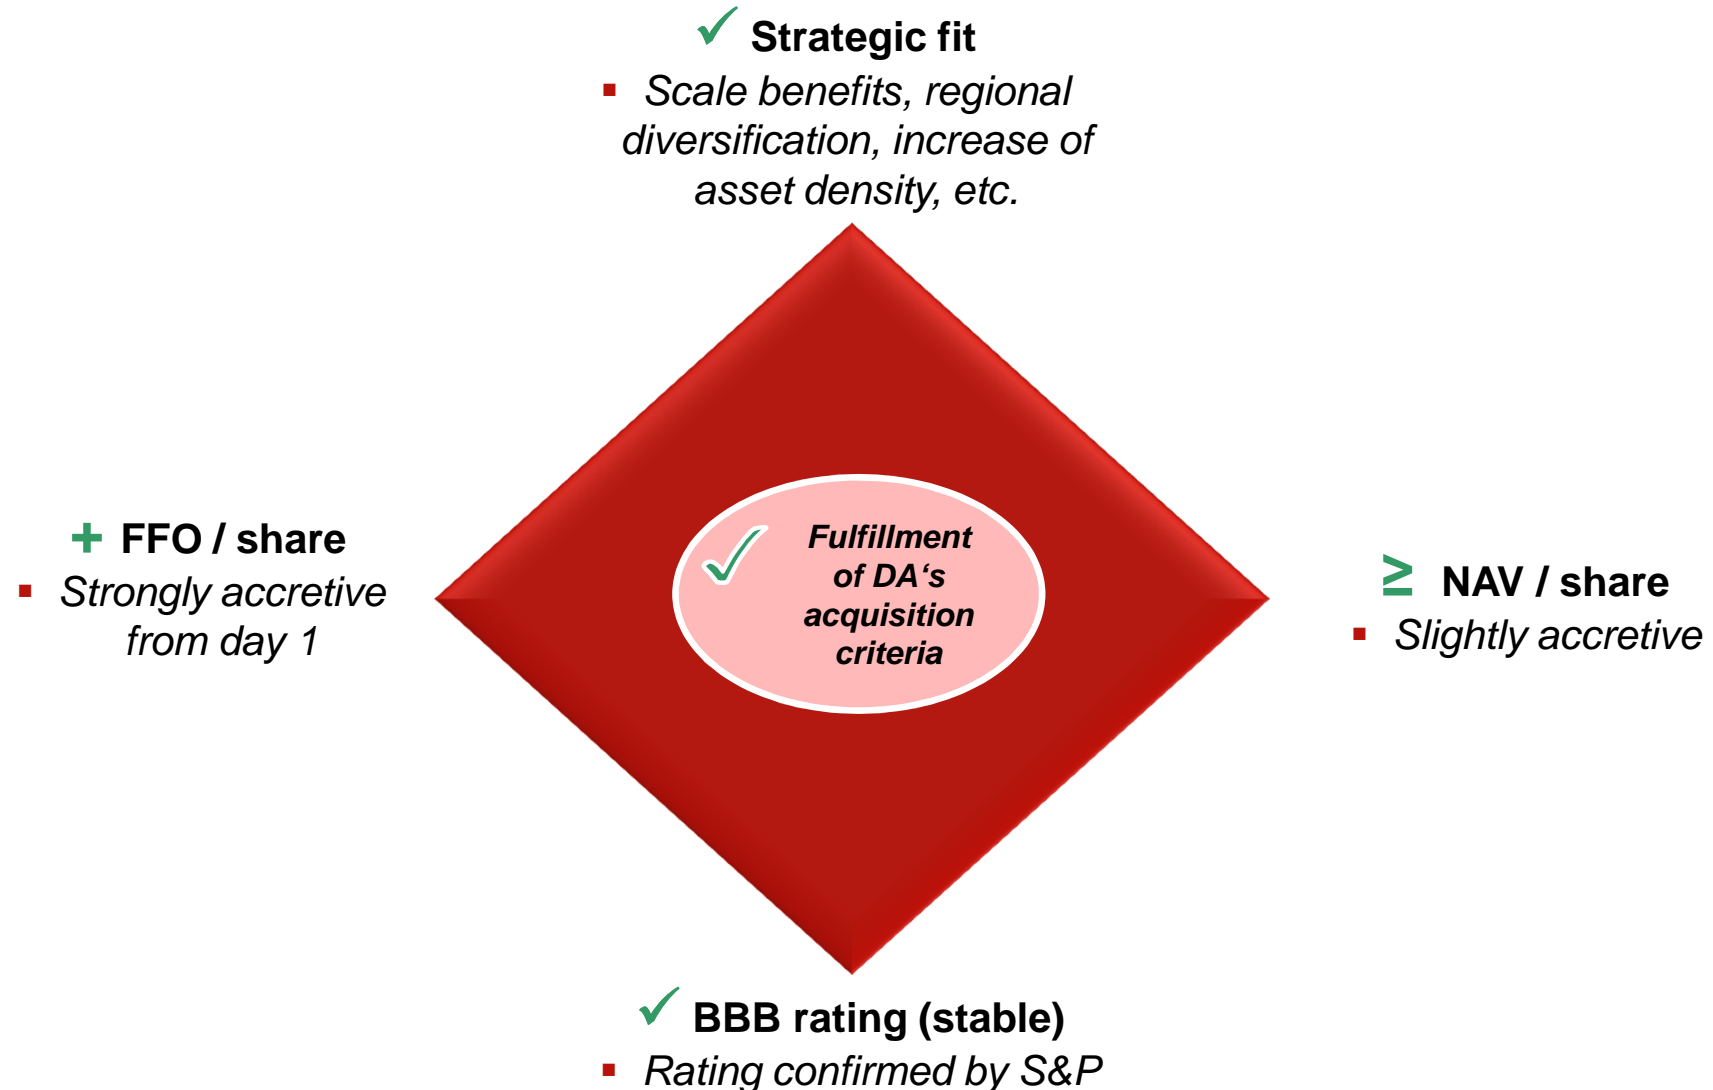 ✓ Strategic fit
▪ Scale benefits, regional
diversification, increase of
asset density, etc.
+ FFO / share
▪ Strongly accretive
from day 1
✓ Fulfillment
of DA‘s
acquisition
criteria
≥ NAV / share
▪ Slightly accretive
✓ BBB rating (stable)
▪ Rating confirmed by S&P